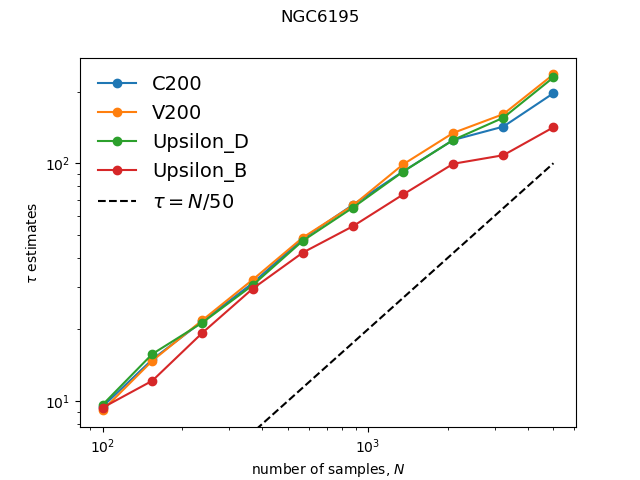 NGC6195
C200
V200
Upsilon_D
Upsilon_B
τ = N/50
10²
10¹
τ estimates
10² 10³
number of samples, N